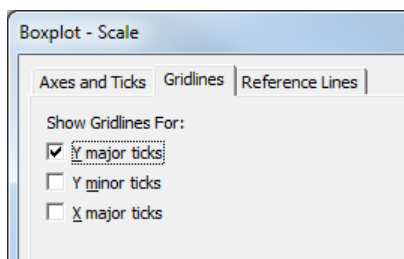 Boxplot - Scale
Axes and Ticks Gridlines Reference Lines
Show Gridlines For:
Y major ticks
Y minor ticks
X major ticks